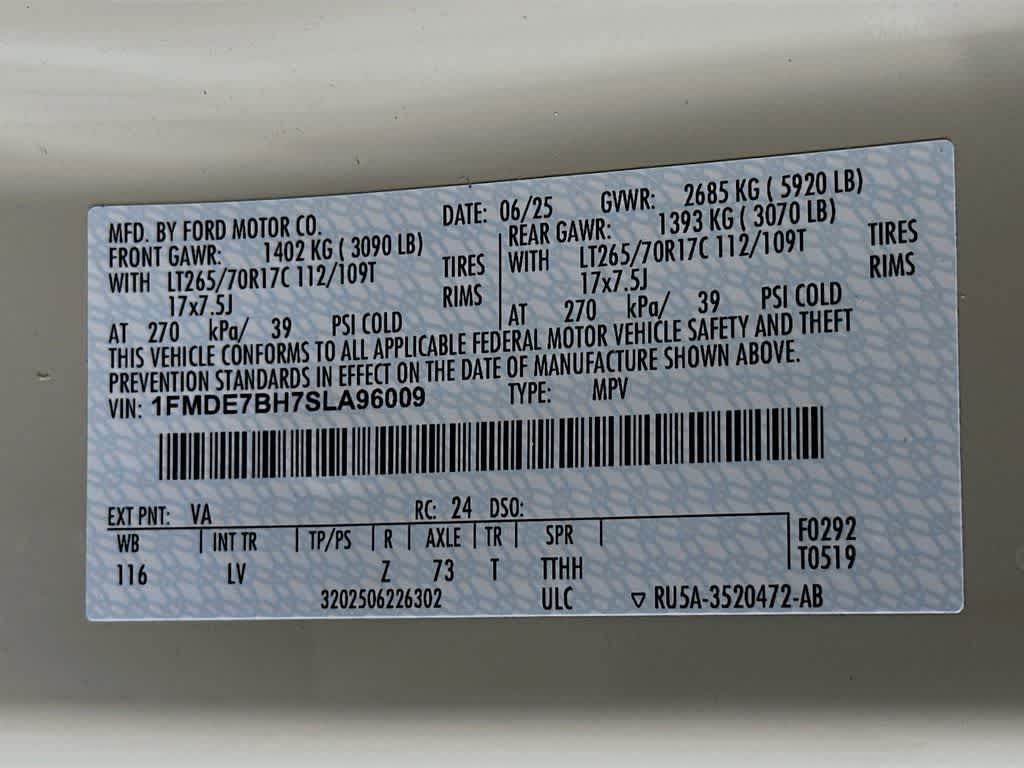 MFD. BY FORD MOTOR CO. DATE: 06/25 GVWR: 2685 KG ( 5920 LB)
FRONT GAWR: 1402 KG ( 3090 LB) REAR GAWR: 1393 KG ( 3070 LB)
WITH LT265/70R17C 112/109T TIRES WITH LT265/70R17C 112/109T TIRES
17x7.5J RIMS 17x7.5J RIMS
AT 270 kPa/ 39 PSI COLD AT 270 kPa/ 39 PSI COLD
THIS VEHICLE CONFORMS TO ALL APPLICABLE FEDERAL MOTOR VEHICLE SAFETY AND THEFT
PREVENTION STANDARDS IN EFFECT ON THE DATE OF MANUFACTURE SHOWN ABOVE.
VIN: 1FMDE7BH7SLA96009 TYPE: MPV
EXT PNT: VA RC: 24 DSO:
WB INT TR TP/PS R AXLE TR SPR F0292
116 LV Z 73 T TTHH T0519
3202506226302 ULC ▽ RU5A-3520472-AB